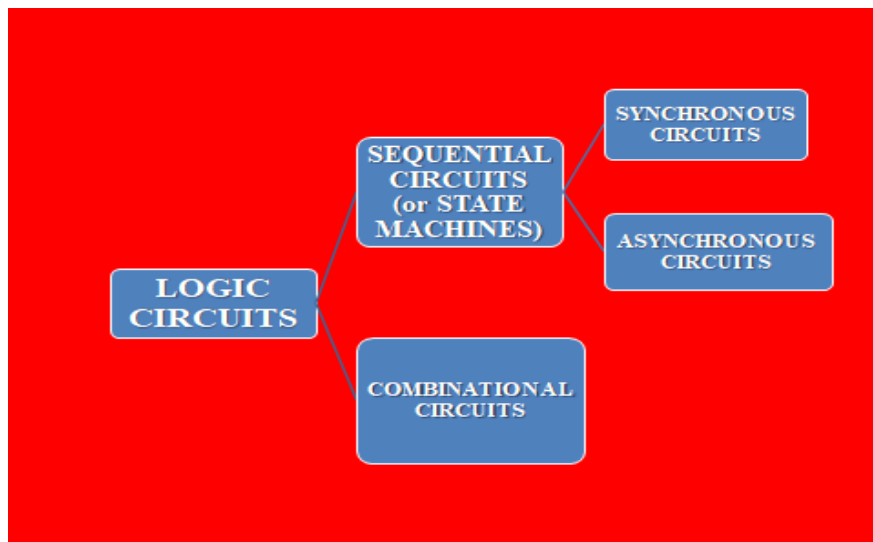 LOGIC
CIRCUITS
SEQUENTIAL
CIRCUITS
(or STATE
MACHINES)
COMBINATIONAL
CIRCUITS
SYNCHRONOUS
CIRCUITS
ASYNCHRONOUS
CIRCUITS